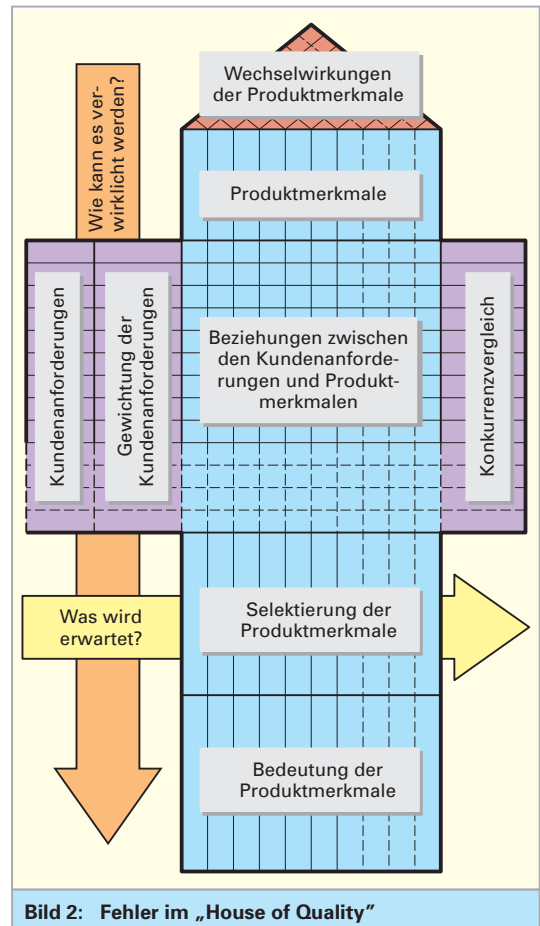 Wechselwirkungen
der Produktmerkmale
Wie kann es ver-
wirklicht werden?
Produktmerkmale
Kundenanforderungen
Gewichtung der
Kundenanforderungen
Beziehungen zwischen
den Kundenanforde-
rungen und Produkt-
merkmalen
Konkurrenzvergleich
Was wird
erwartet?
Selektierung der
Produktmerkmale
Bedeutung der
Produktmerkmale
Bild 2: Fehler im „House of Quality”